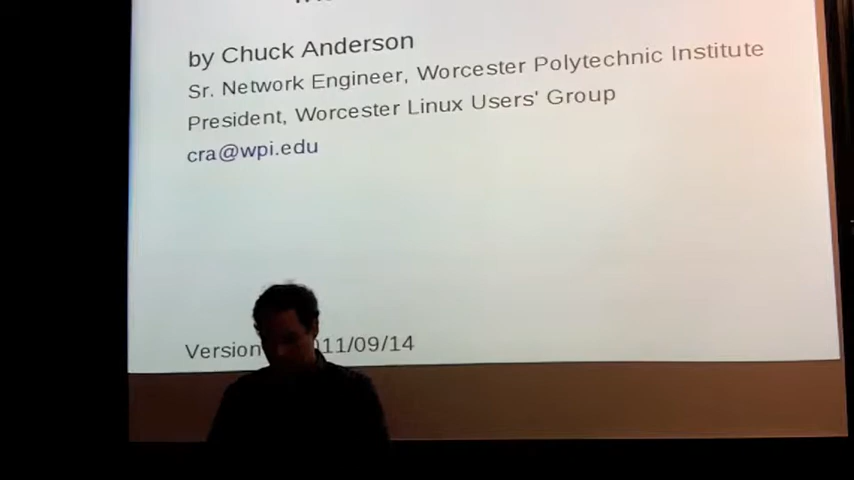 by Chuck Anderson
Sr. Network Engineer, Worcester Polytechnic Institute
President, Worcester Linux Users' Group
cra@wpi.edu
Version 11/09/14